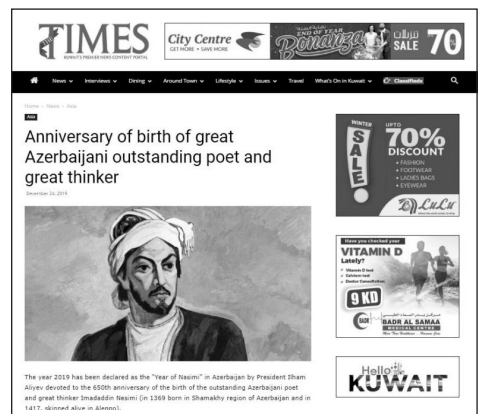 TIMES
KUWAIT'S PREMIER NEWS CONTENT PORTAL
City Centre
GET MORE • SAVE MORE
END OF YEAR
Bonanza
تنزيلات
SALE
70
News
Interviews
Dining
Around Town
Lifestyle
Issues
Travel
What's On in Kuwait
Classifieds
Home
News
Asia
Asia
Anniversary of birth of great
Azerbaijani outstanding poet and
great thinker
December 24, 2019
The year 2019 has been declared as the "Year of Nasimi" in Azerbaijan by President Ilham
Aliyev devoted to the 650th anniversary of the birth of the outstanding Azerbaijani poet
and great thinker Imadaddin Nasimi (in 1369 born in Shamakhy region of Azerbaijan and in
1417, skinned alive in Aleppo).
WINTER
SALE
UPTO
70%
DISCOUNT
• FASHION
• FOOTWEAR
• LADIES BAGS
• EYEWEAR
LuLu
Have you checked your
VITAMIN D
Lately?
Vitamin D test
Calcium test
Doctor Consultation
9 KD
BADR
BADR AL SAMAA
MEDICAL CENTRE
Hello
KUWAIT